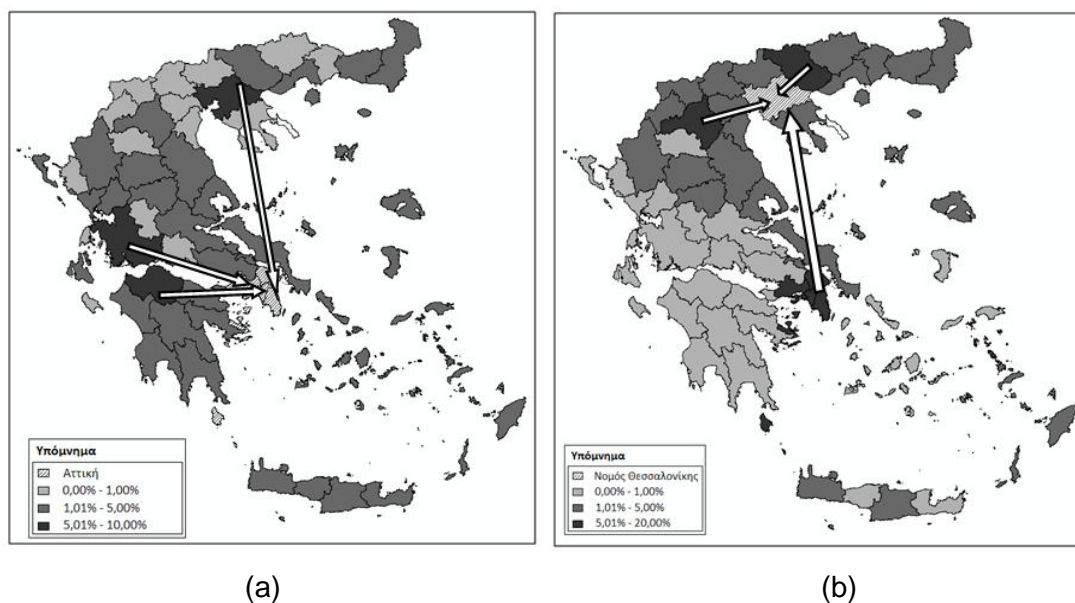 Υπόμνημα
Αττική
0,00% - 1,00%
1,01% - 5,00%
5,01% - 10,00%
Υπόμνημα
Νομός Θεσσαλονίκης
0,00% - 1,00%
1,01% - 5,00%
5,01% - 20,00%
(a)
(b)